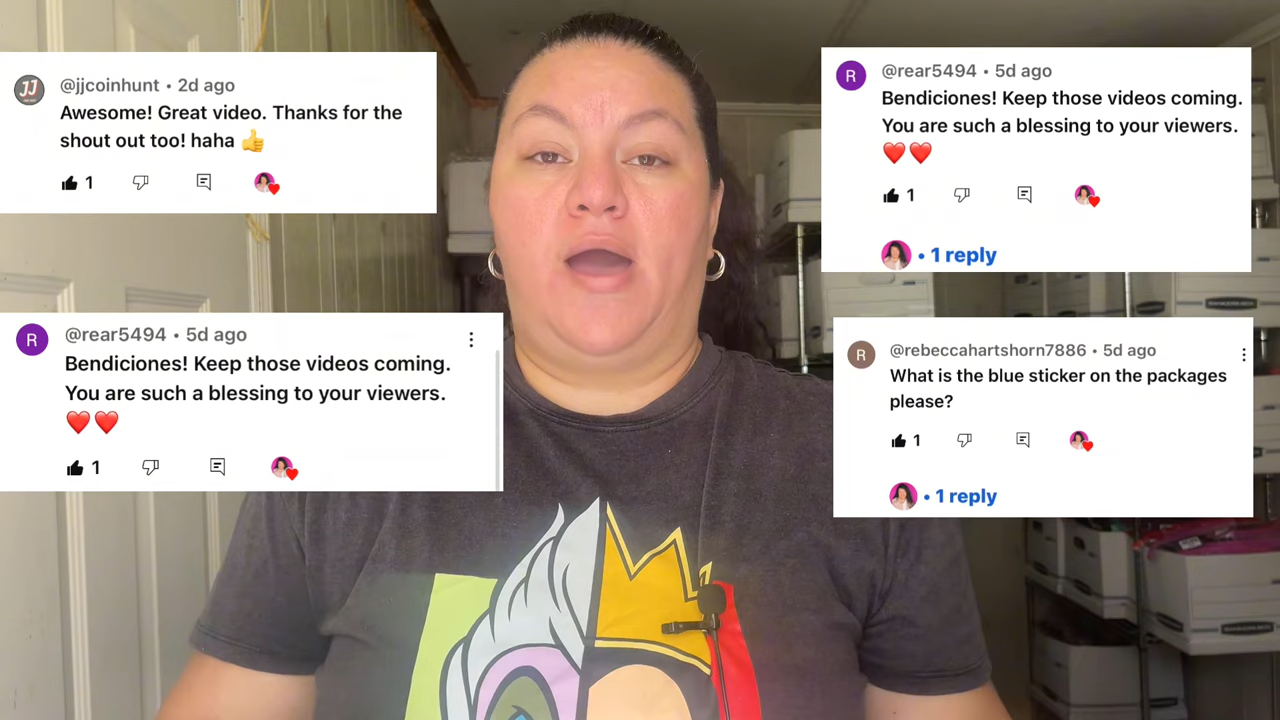 JJ
@jjcoinhunt • 2d ago
Awesome! Great video. Thanks for the
shout out too! haha 👍
1
R
@rear5494 • 5d ago
Bendiciones! Keep those videos coming.
You are such a blessing to your viewers.
❤️❤️
1
R
@rear5494 • 5d ago
Bendiciones! Keep those videos coming.
You are such a blessing to your viewers.
❤️❤️
1
• 1 reply
R
@rebeccahartshorn7886 • 5d ago
What is the blue sticker on the packages
please?
1
• 1 reply